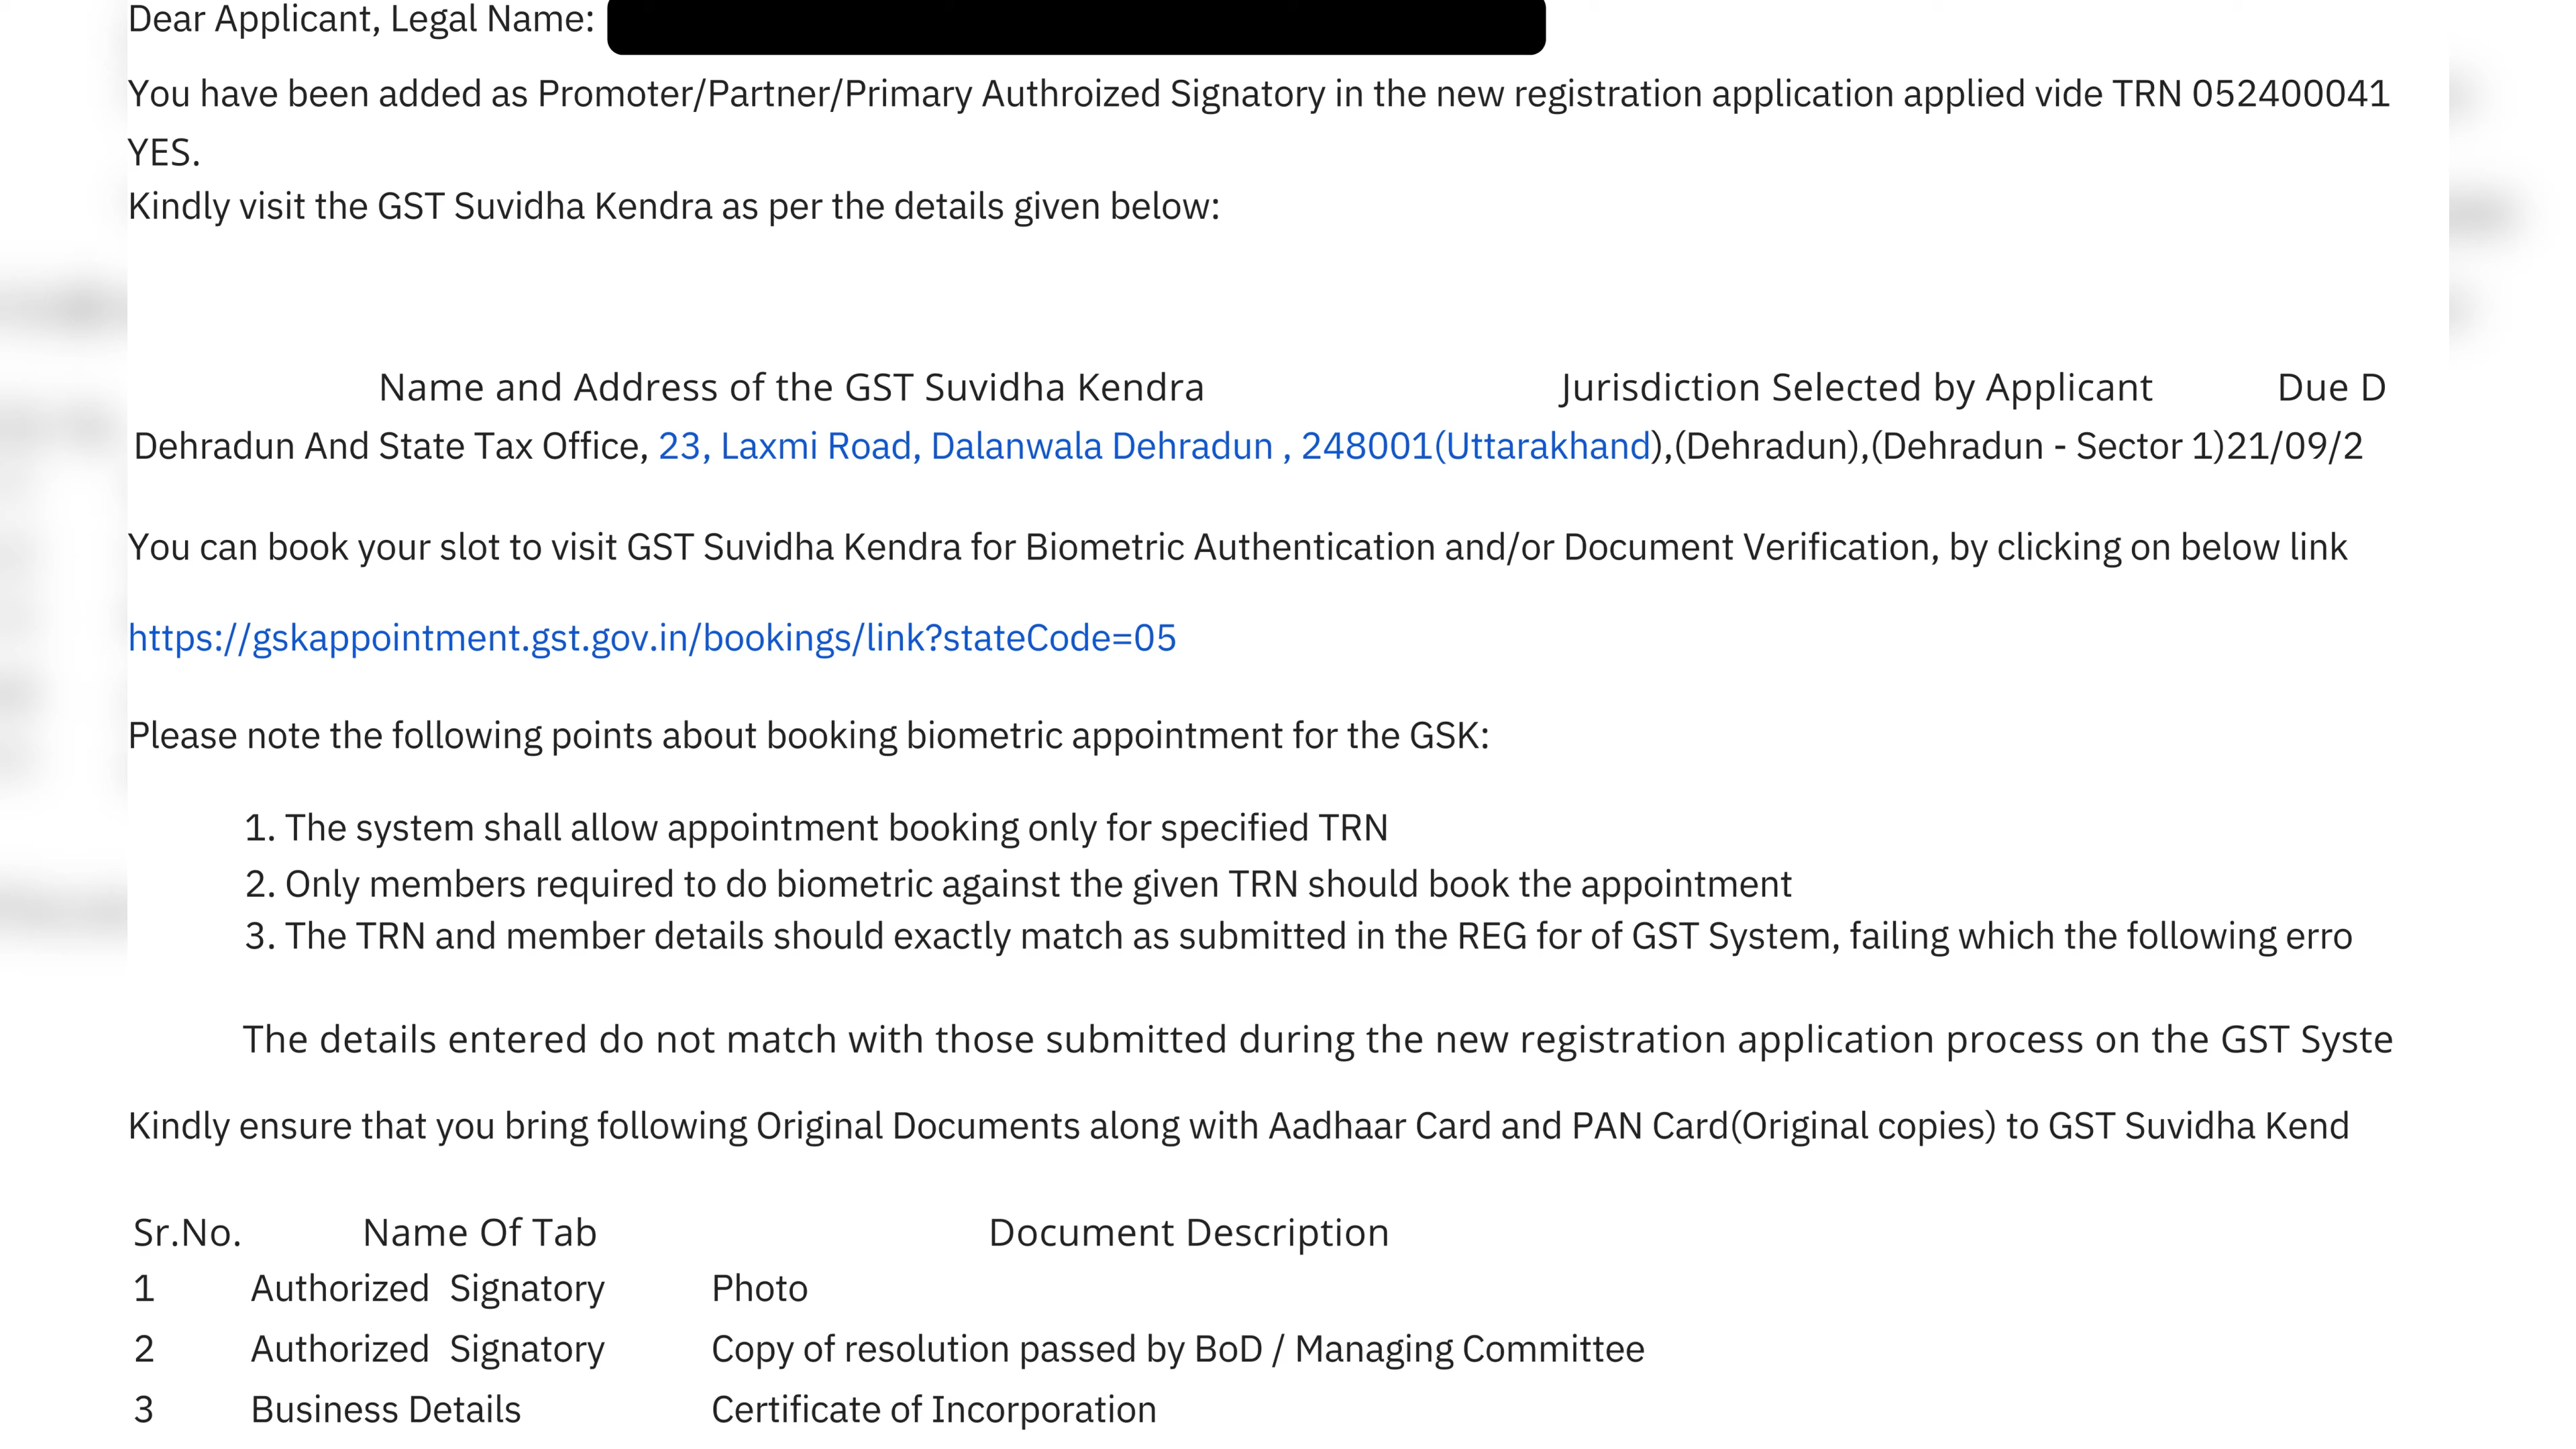 Dear Applicant, Legal Name:
You have been added as Promoter/Partner/Primary Authroized Signatory in the new registration application applied vide TRN 052400041
YES.
Kindly visit the GST Suvidha Kendra as per the details given below:
Name and Address of the GST Suvidha Kendra Jurisdiction Selected by Applicant Due D
Dehradun And State Tax Office, 23, Laxmi Road, Dalanwala Dehradun , 248001(Uttarakhand),(Dehradun),(Dehradun - Sector 1)21/09/2
You can book your slot to visit GST Suvidha Kendra for Biometric Authentication and/or Document Verification, by clicking on below link
https://gskappointment.gst.gov.in/bookings/link?stateCode=05
Please note the following points about booking biometric appointment for the GSK:
1. The system shall allow appointment booking only for specified TRN
2. Only members required to do biometric against the given TRN should book the appointment
3. The TRN and member details should exactly match as submitted in the REG for of GST System, failing which the following erro
The details entered do not match with those submitted during the new registration application process on the GST Syste
Kindly ensure that you bring following Original Documents along with Aadhaar Card and PAN Card(Original copies) to GST Suvidha Kend
Sr.No. Name Of Tab Document Description
1 Authorized Signatory Photo
2 Authorized Signatory Copy of resolution passed by BoD / Managing Committee
3 Business Details Certificate of Incorporation